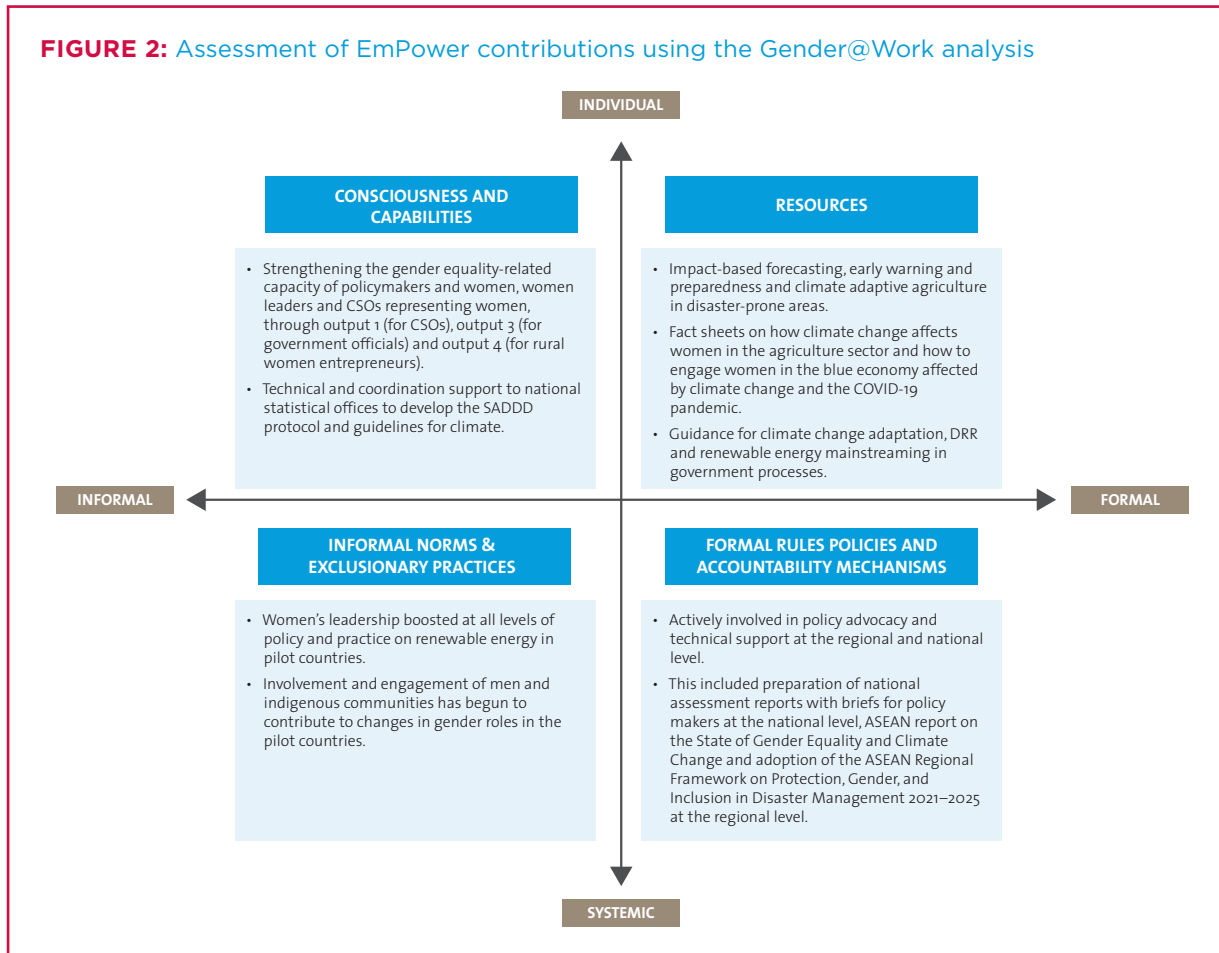 FIGURE 2: Assessment of EmPower contributions using the Gender@Work analysis
INDIVIDUAL
CONSCIOUSNESS AND
CAPABILITIES
• Strengthening the gender equality-related
capacity of policymakers and women, women
leaders and CSOs representing women,
through output 1 (for CSOs), output 3 (for
government officials) and output 4 (for rural
women entrepreneurs).
• Technical and coordination support to national
statistical offices to develop the SADDD
protocol and guidelines for climate.
RESOURCES
• Impact-based forecasting, early warning and
preparedness and climate adaptive agriculture
in disaster-prone areas.
• Fact sheets on how climate change affects
women in the agriculture sector and how to
engage women in the blue economy affected
by climate change and the COVID-19
pandemic.
• Guidance for climate change adaptation, DRR
and renewable energy mainstreaming in
government processes.
INFORMAL
FORMAL
INFORMAL NORMS &
EXCLUSIONARY PRACTICES
• Women’s leadership boosted at all levels of
policy and practice on renewable energy in
pilot countries.
• Involvement and engagement of men and
indigenous communities has begun to
contribute to changes in gender roles in the
pilot countries.
FORMAL RULES POLICIES AND
ACCOUNTABILITY MECHANISMS
• Actively involved in policy advocacy and
technical support at the regional and national
level.
• This included preparation of national
assessment reports with briefs for policy
makers at the national level, ASEAN report on
the State of Gender Equality and Climate
Change and adoption of the ASEAN Regional
Framework on Protection, Gender, and
Inclusion in Disaster Management 2021–2025
at the regional level.
SYSTEMIC